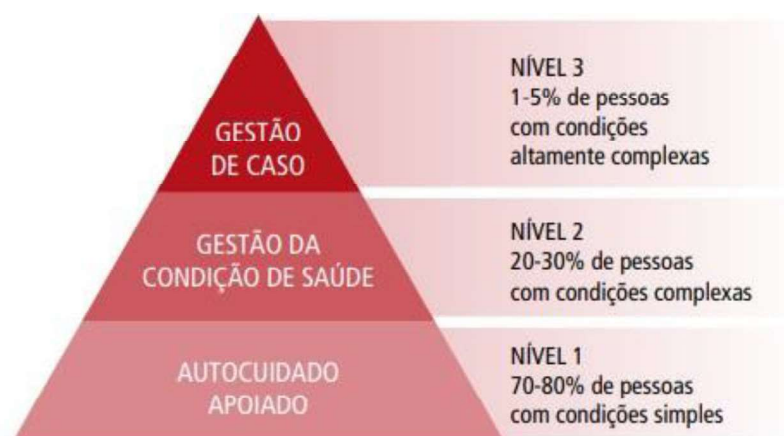 GESTÃO
DE CASO
NÍVEL 3
1-5% de pessoas
com condições
altamente complexas
GESTÃO DA
CONDIÇÃO DE SAÚDE
NÍVEL 2
20-30% de pessoas
com condições complexas
AUTOCUIDADO
APOIADO
NÍVEL 1
70-80% de pessoas
com condições simples